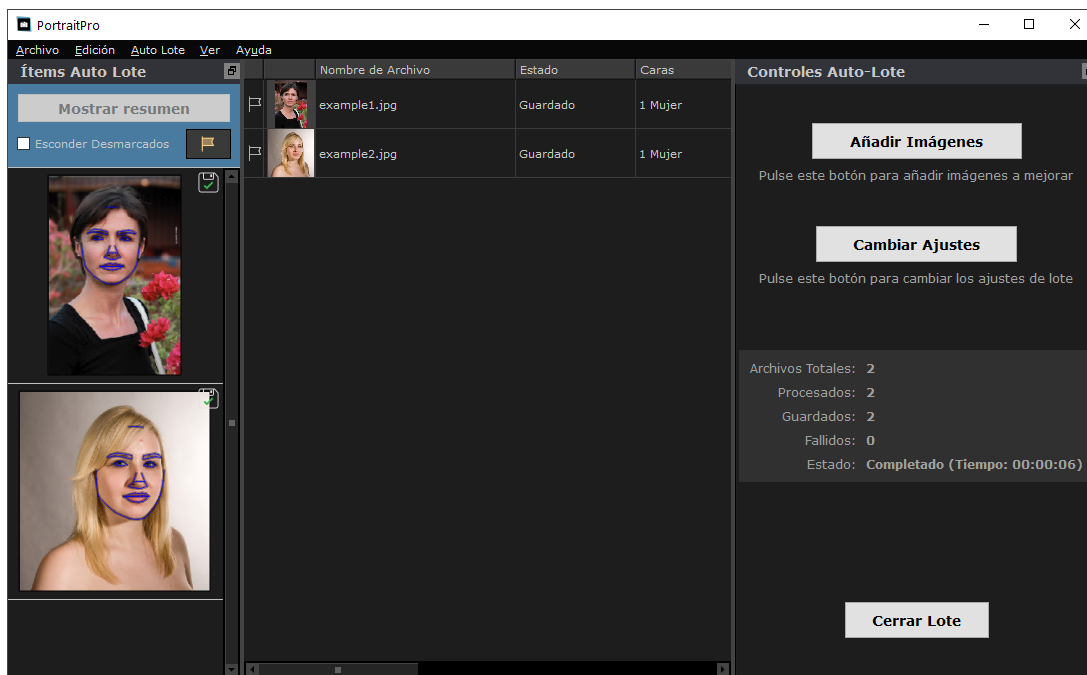 PortraitPro
Archivo Edición Auto Lote Ver Ayuda
Ítems Auto Lote
Mostrar resumen
Esconder Desmarcados
Nombre de Archivo Estado Caras
example1.jpg Guardado 1 Mujer
example2.jpg Guardado 1 Mujer
Controles Auto-Lote
Añadir Imágenes
Pulse este botón para añadir imágenes a mejorar
Cambiar Ajustes
Pulse este botón para cambiar los ajustes de lote
Archivos Totales: 2
Procesados: 2
Guardados: 2
Fallidos: 0
Estado: Completado (Tiempo: 00:00:06)
Cerrar Lote